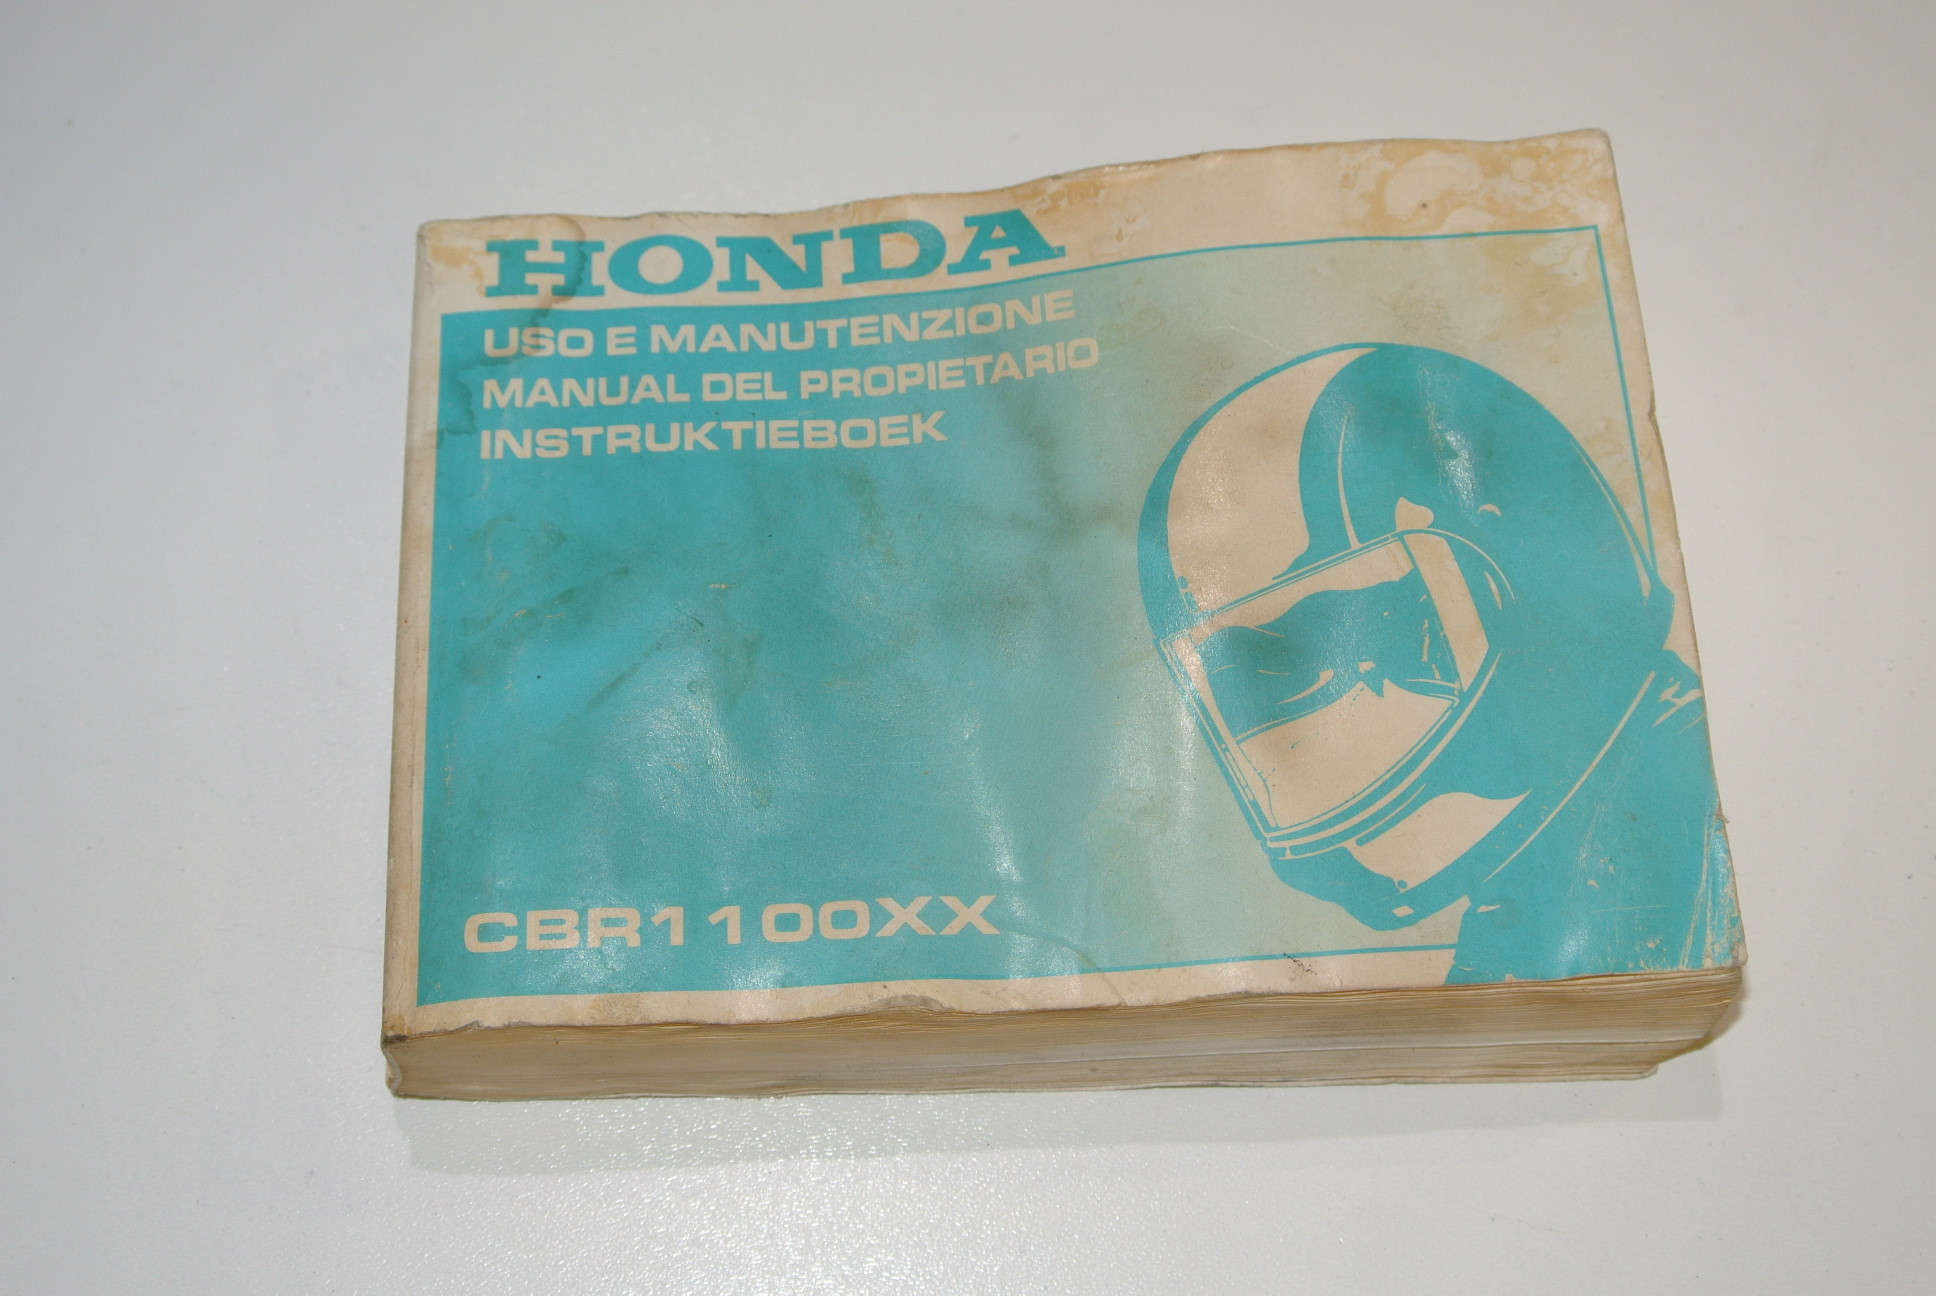 HONDA
USO E MANUTENZIONE
MANUAL DEL PROPIETARIO
INSTRUKTIEBOEK
CBR1100XX